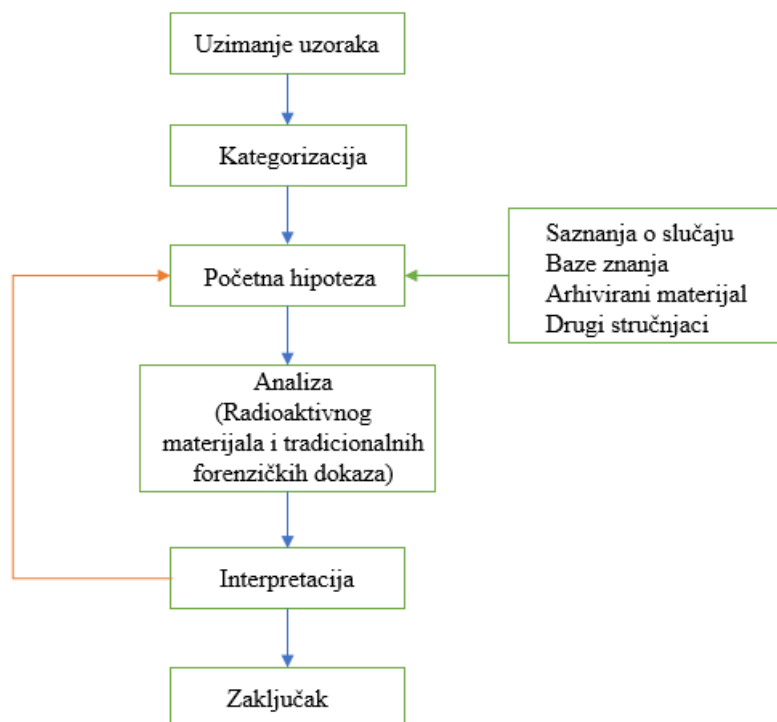 Uzimanje uzoraka
Kategorizacija
Početna hipoteza
Saznanja o slučaju
Baze znanja
Arhivirani materijal
Drugi stručnjaci
Analiza
(Radioaktivnog
materijala i tradicionalnih
forenzičkih dokaza)
Interpretacija
Zaključak